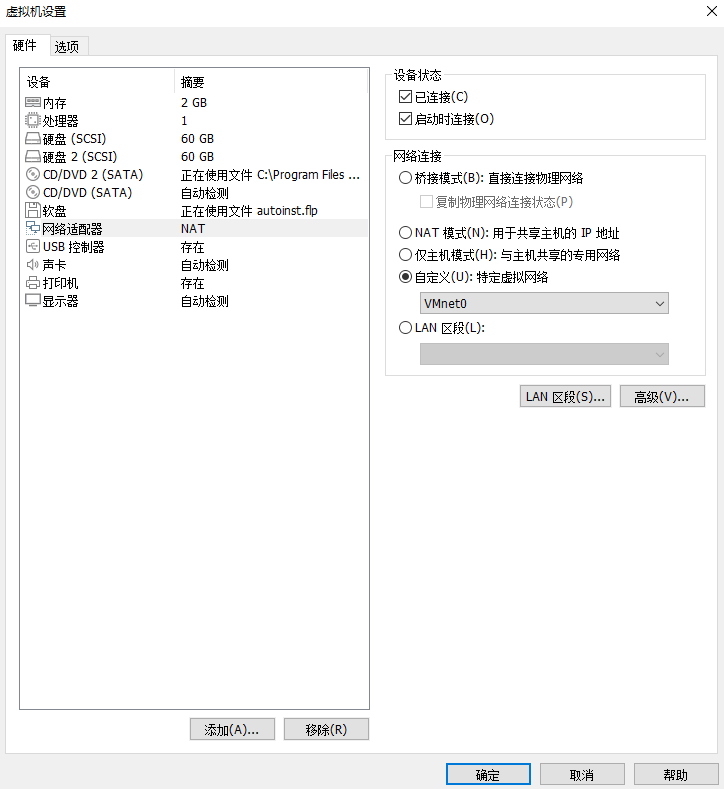 虚拟机设置
硬件 选项
设备 摘要
内存 2 GB
处理器 1
硬盘 (SCSI) 60 GB
硬盘 2 (SCSI) 60 GB
CD/DVD 2 (SATA) 正在使用文件 C:\Program Files ...
CD/DVD (SATA) 自动检测
软盘 正在使用文件 autoinst.flp
网络适配器 NAT
USB 控制器 存在
声卡 自动检测
打印机 存在
显示器 自动检测
添加(A)... 移除(R)
设备状态
已连接(C)
启动时连接(O)
网络连接
桥接模式(B): 直接连接物理网络
复制物理网络连接状态(P)
NAT 模式(N): 用于共享主机的 IP 地址
仅主机模式(H): 与主机共享的专用网络
自定义(U): 特定虚拟网络
VMnet0
LAN 区段(L):
LAN 区段(S)... 高级(V)...
确定 取消 帮助